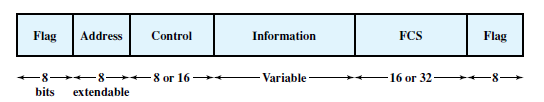 Flag Address Control Information FCS Flag
8 8 8 or 16 Variable 16 or 32 8
bits extendable